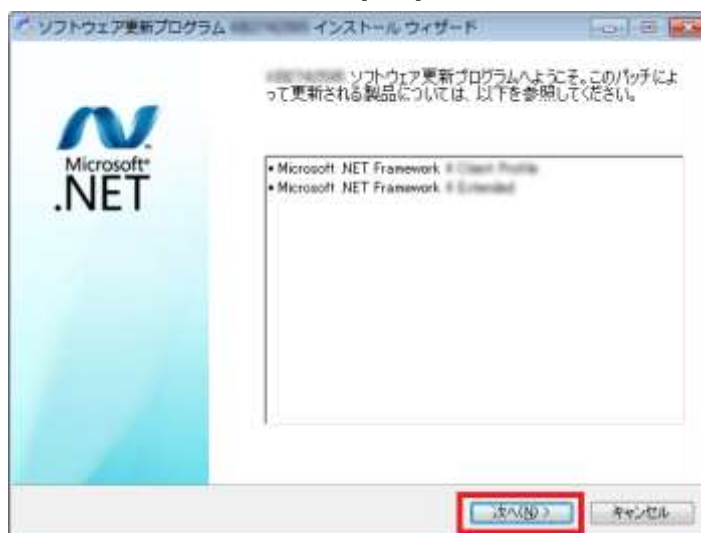 ソフトウェア更新プログラム インストール ウィザード
ソフトウェア更新プログラムへようこそ。このパッチによ
って更新される製品については、以下を参照してください。
Microsoft
.NET
• Microsoft .NET Framework
• Microsoft .NET Framework
次へ(N) >
キャンセル